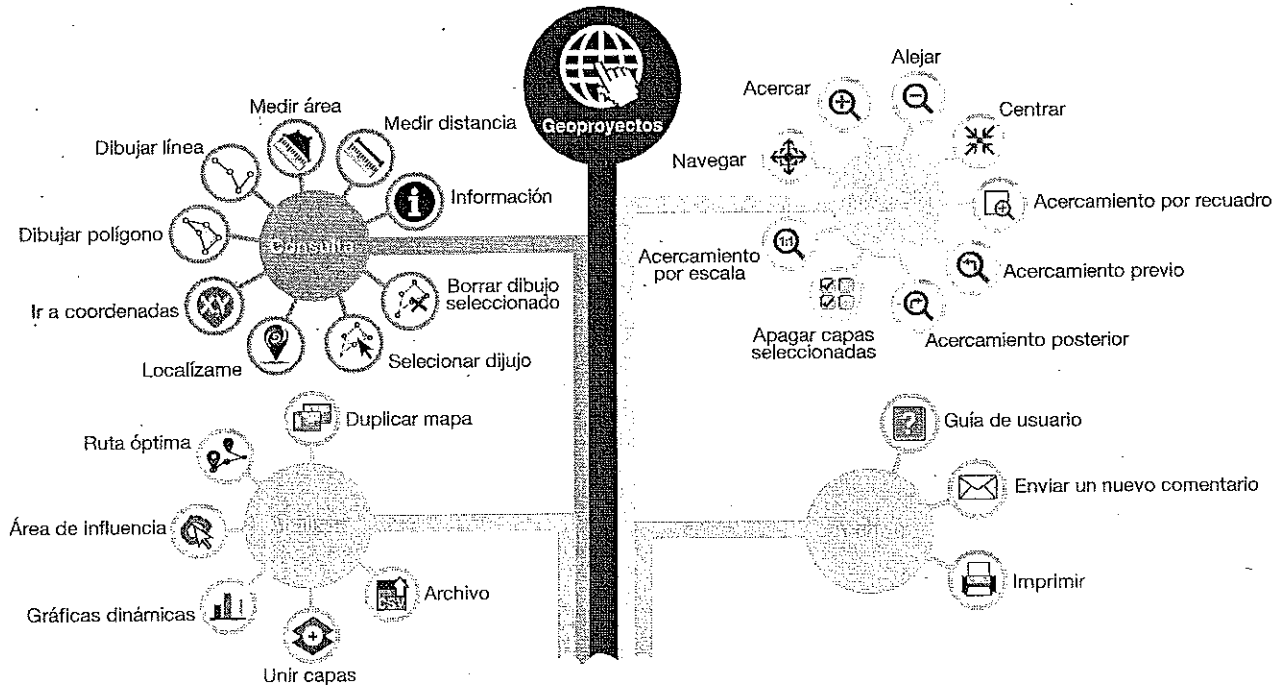 Geoproyectos
Medir área
Medir distancia
Dibujar línea
Información
Dibujar polígono
Consulta
Borrar dibujo
seleccionado
Ir a coordenadas
Selecionar dijujo
Localízame
Alejar
Acercar
Centrar
Navegar
Acercamiento por recuadro
Acercamiento
por escala
1:1
Acercamiento previo
Apagar capas
seleccionadas
Acercamiento posterior
Duplicar mapa
Ruta óptima
Área de influencia
Archivo
Gráficas dinámicas
Unir capas
Guía de usuario
?
Enviar un nuevo comentario
Imprimir